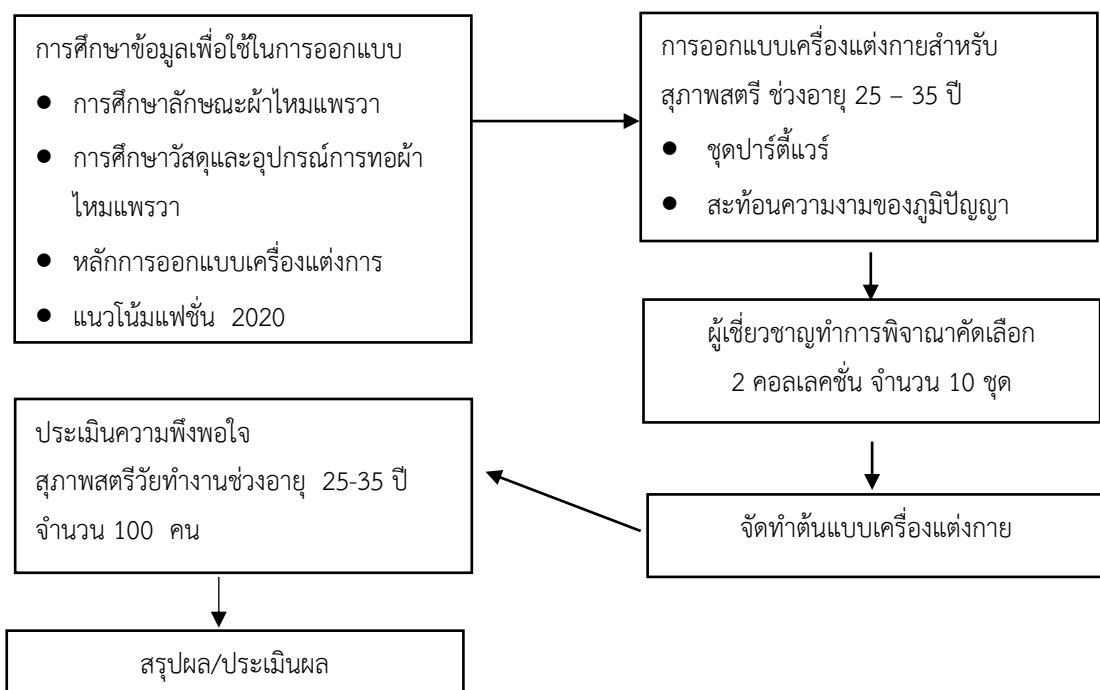 การศึกษาข้อมูลเพื่อใช้ในการออกแบบ
● การศึกษาลักษณะผ้าไหมแพรวา
● การศึกษาวัสดุและอุปกรณ์การทอผ้า
ไหมแพรวา
● หลักการออกแบบเครื่องแต่งการ
● แนวโน้มแฟชั่น 2020
การออกแบบเครื่องแต่งกายสำหรับ
สุภาพสตรี ช่วงอายุ 25 – 35 ปี
● ชุดปาร์ตี้แวร์
● สะท้อนความงามของภูมิปัญญา
ผู้เชี่ยวชาญทำการพิจาณาคัดเลือก
2 คอลเลคชั่น จำนวน 10 ชุด
จัดทำต้นแบบเครื่องแต่งกาย
ประเมินความพึงพอใจ
สุภาพสตรีวัยทำงานช่วงอายุ 25-35 ปี
จำนวน 100 คน
สรุปผล/ประเมินผล